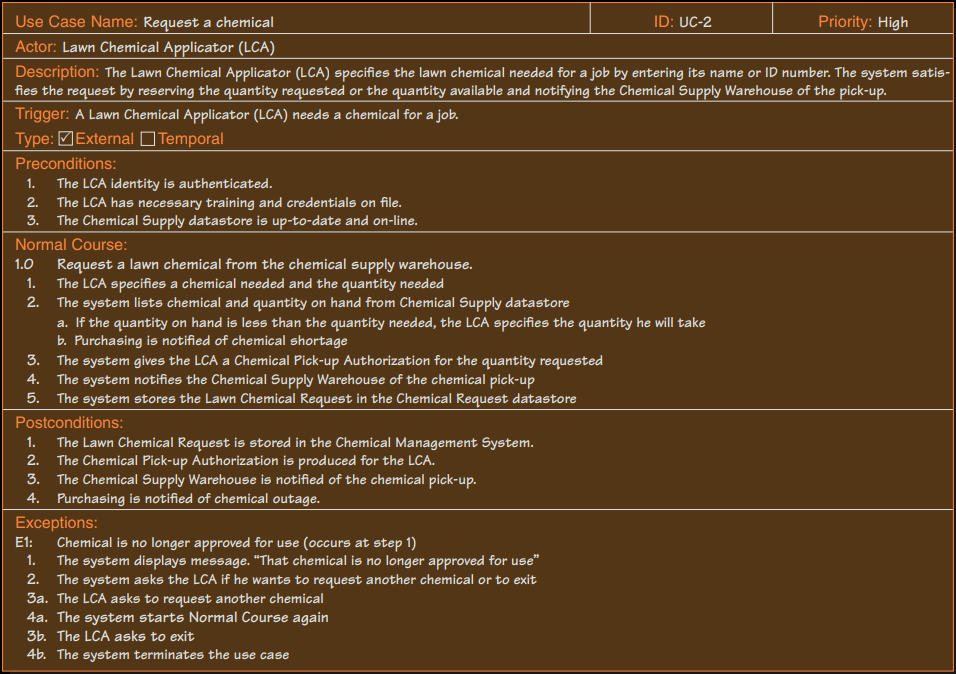 Use Case Name: Request a chemical ID: UC-2 Priority: High
Actor: Lawn Chemical Applicator (LCA)
Description: The Lawn Chemical Applicator (LCA) specifies the lawn chemical needed for a job by entering its name or ID number. The system satis-
fies the request by reserving the quantity requested or the quantity available and notifying the Chemical Supply Warehouse of the pick-up.
Trigger: A Lawn Chemical Applicator (LCA) needs a chemical for a job.
Type: ☑ External ☐ Temporal
Preconditions:
1. The LCA identity is authenticated.
2. The LCA has necessary training and credentials on file.
3. The Chemical Supply datastore is up-to-date and on-line.
Normal Course:
1.0 Request a lawn chemical from the chemical supply warehouse.
1. The LCA specifies a chemical needed and the quantity needed
2. The system lists chemical and quantity on hand from Chemical Supply datastore
a. If the quantity on hand is less than the quantity needed, the LCA specifies the quantity he will take
b. Purchasing is notified of chemical shortage
3. The system gives the LCA a Chemical Pick-up Authorization for the quantity requested
4. The system notifies the Chemical Supply Warehouse of the chemical pick-up
5. The system stores the Lawn Chemical Request in the Chemical Request datastore
Postconditions:
1. The Lawn Chemical Request is stored in the Chemical Management System.
2. The Chemical Pick-up Authorization is produced for the LCA.
3. The Chemical Supply Warehouse is notified of the chemical pick-up.
4. Purchasing is notified of chemical outage.
Exceptions:
E1: Chemical is no longer approved for use (occurs at step 1)
1. The system displays message. “That chemical is no longer approved for use”
2. The system asks the LCA if he wants to request another chemical or to exit
3a. The LCA asks to request another chemical
4a. The system starts Normal Course again
3b. The LCA asks to exit
4b. The system terminates the use case